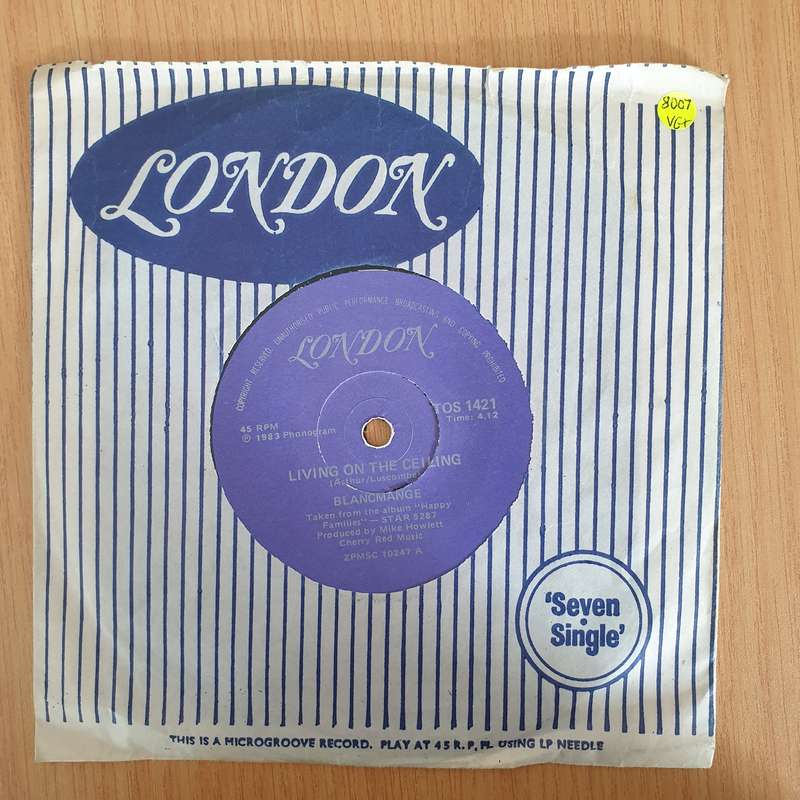 8007
VG+
LONDON
COPYRIGHT RESERVED. UNAUTHORISED PUBLIC PERFORMANCE BROADCASTING AND COPYING PROHIBITED
LONDON
TOS 1421
Time: 4,12
45 RPM
℗ 1983 Phonogram
LIVING ON THE CEILING
(Arthur/Luscombe)
BLANCMANGE
Taken from the album "Happy
Families" — STAR 5287
Produced by Mike Howlett
Cherry Red Music
ZPMSC 10247 A
'Seven
Single'
THIS IS A MICROGROOVE RECORD. PLAY AT 45 R.P.M. USING LP NEEDLE